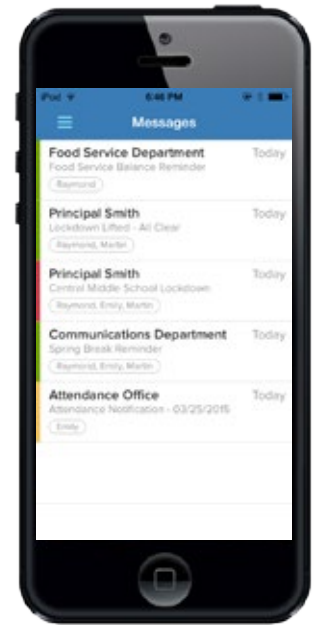 iPod
6:46 PM
Messages
Food Service Department Today
Food Service Balance Reminder
Raymond
Principal Smith Today
Lockdown Lifted - All Clear
Raymond, Martin
Principal Smith Today
Central Middle School Lockdown
Raymond, Emily, Martin
Communications Department Today
Spring Break Reminder
Raymond, Emily, Martin
Attendance Office Today
Attendance Notification - 03/25/2015
Emily